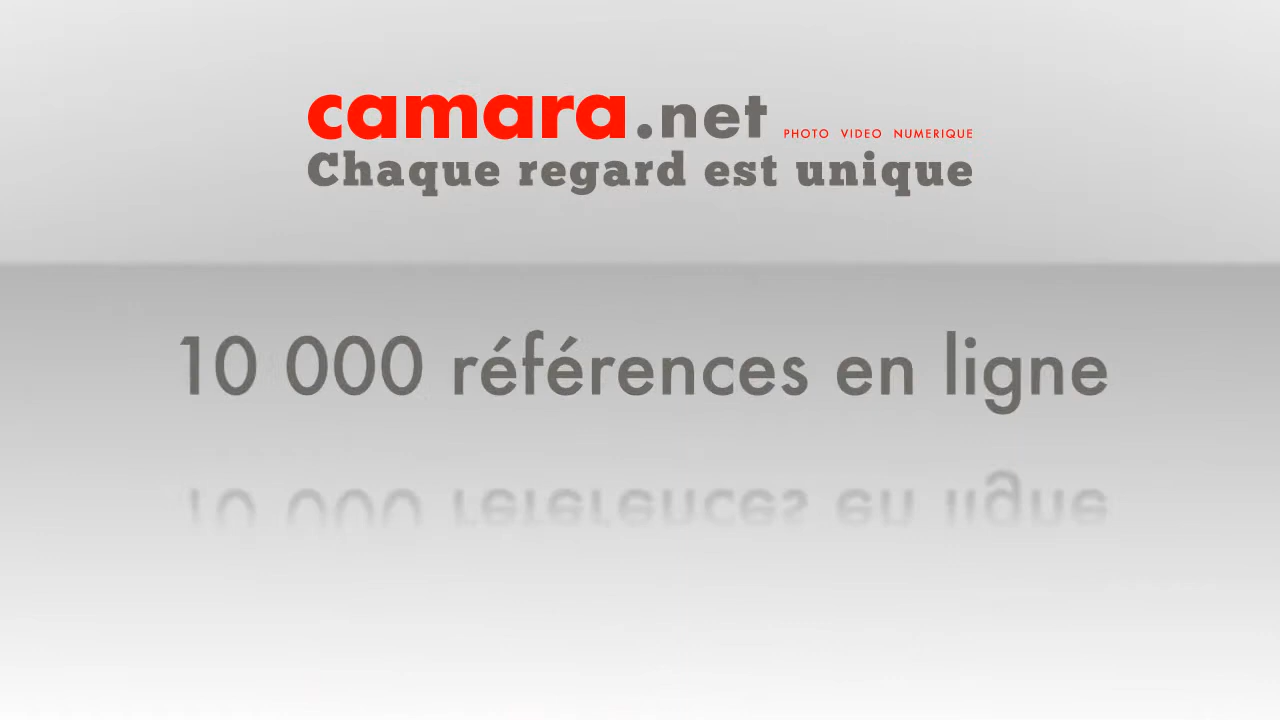 camara.net PHOTO VIDEO NUMERIQUE
Chaque regard est unique
10 000 références en ligne